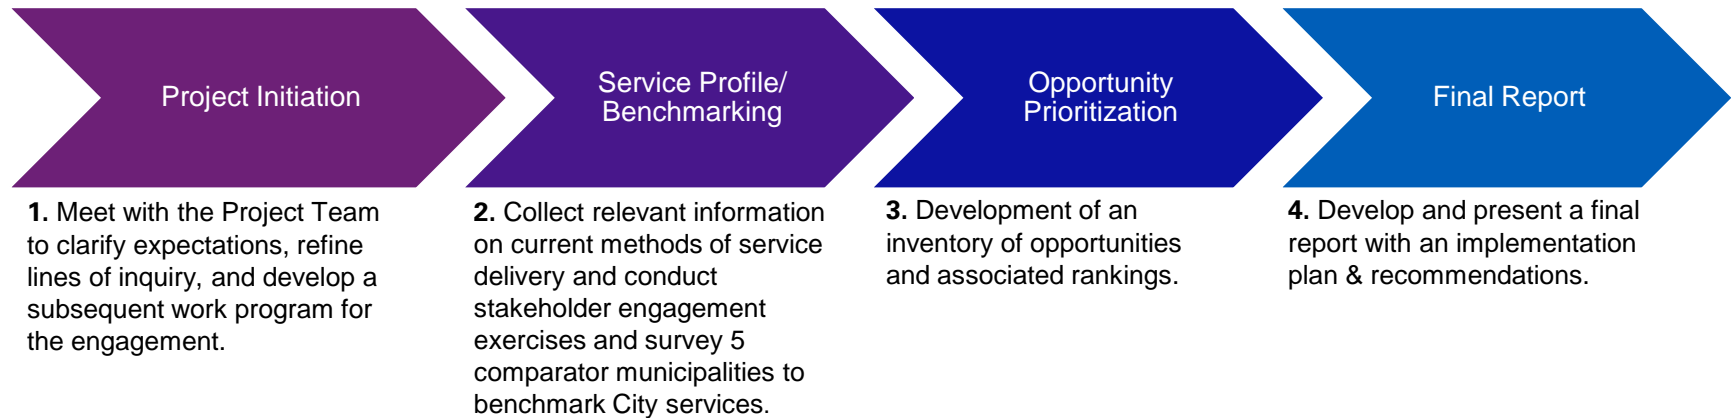 Project Initiation
Service Profile/
Benchmarking
Opportunity
Prioritization
Final Report
1. Meet with the Project Team
to clarify expectations, refine
lines of inquiry, and develop a
subsequent work program for
the engagement.
2. Collect relevant information
on current methods of service
delivery and conduct
stakeholder engagement
exercises and survey 5
comparator municipalities to
benchmark City services.
3. Development of an
inventory of opportunities
and associated rankings.
4. Develop and present a final
report with an implementation
plan & recommendations.